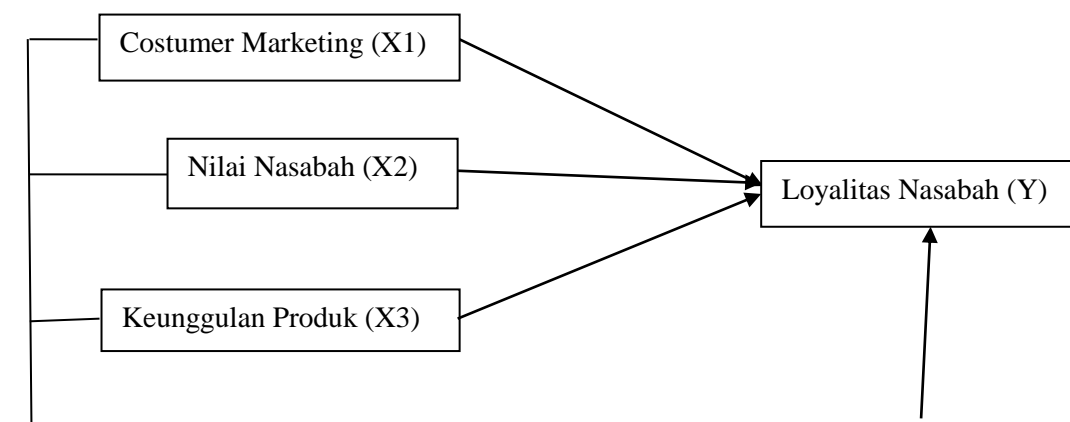 Costumer Marketing (X1)
Nilai Nasabah (X2)
Loyalitas Nasabah (Y)
Keunggulan Produk (X3)